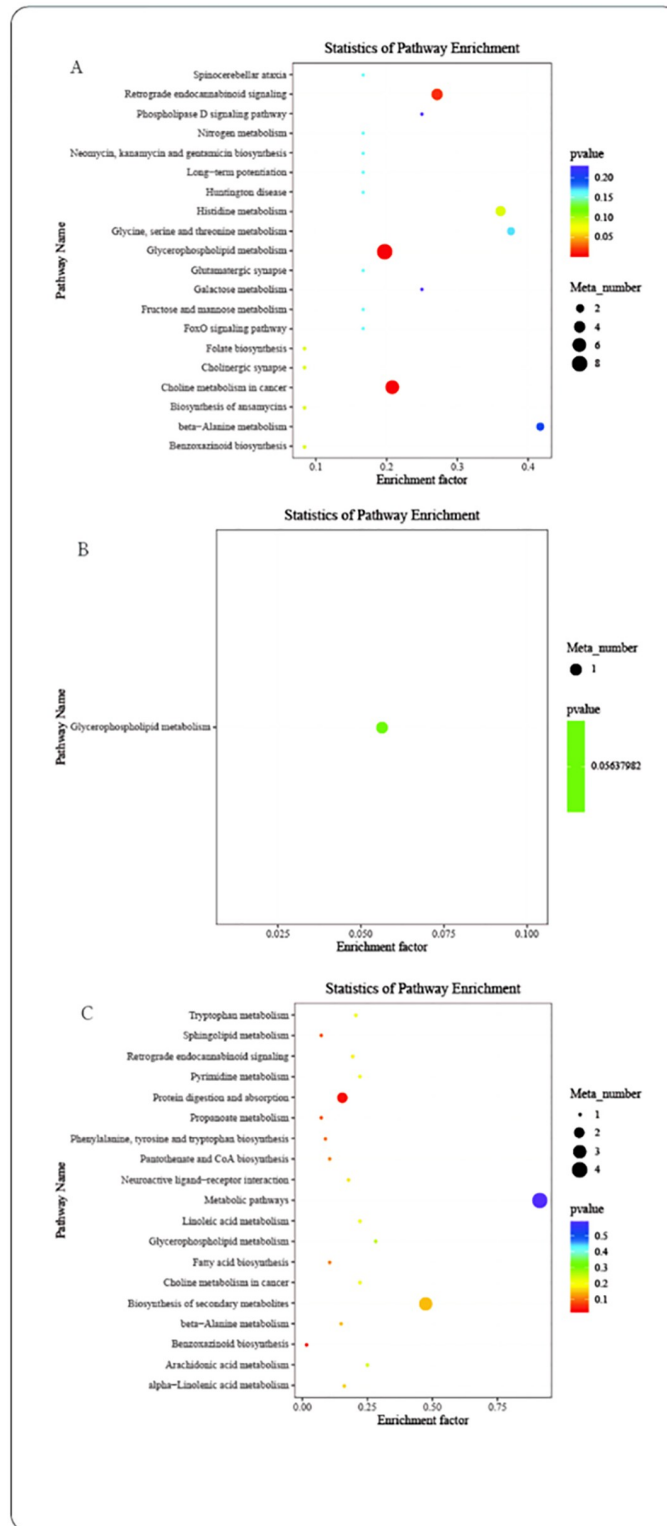 A
Statistics of Pathway Enrichment
Pathway Name
Spinocerebellar ataxia
Retrograde endocannabinoid signaling
Phospholipase D signaling pathway
Nitrogen metabolism
Neomycin, kanamycin and gentamicin biosynthesis
Long-term potentiation
Huntington disease
Histidine metabolism
Glycine, serine and threonine metabolism
Glycerophospholipid metabolism
Glutamatergic synapse
Galactose metabolism
Fructose and mannose metabolism
FoxO signaling pathway
Folate biosynthesis
Cholinergic synapse
Choline metabolism in cancer
Biosynthesis of ansamycins
beta-Alanine metabolism
Benzoxazinoid biosynthesis
0.1 0.2 0.3 0.4
Enrichment factor
pvalue
0.20
0.15
0.10
0.05
Meta_number
2
4
6
8
B
Statistics of Pathway Enrichment
Pathway Name
Glycerophospholipid metabolism
0.025 0.050 0.075 0.100
Enrichment factor
Meta_number
1
pvalue
0.05637982
C
Statistics of Pathway Enrichment
Pathway Name
Tryptophan metabolism
Sphingolipid metabolism
Retrograde endocannabinoid signaling
Pyrimidine metabolism
Protein digestion and absorption
Propanoate metabolism
Phenylalanine, tyrosine and tryptophan biosynthesis
Pantothenate and CoA biosynthesis
Neuroactive ligand-receptor interaction
Metabolic pathways
Linoleic acid metabolism
Glycerophospholipid metabolism
Fatty acid biosynthesis
Choline metabolism in cancer
Biosynthesis of secondary metabolites
beta-Alanine metabolism
Benzoxazinoid biosynthesis
Arachidonic acid metabolism
alpha-Linolenic acid metabolism
0.00 0.25 0.50 0.75
Enrichment factor
Meta_number
1
2
3
4
pvalue
0.5
0.4
0.3
0.2
0.1